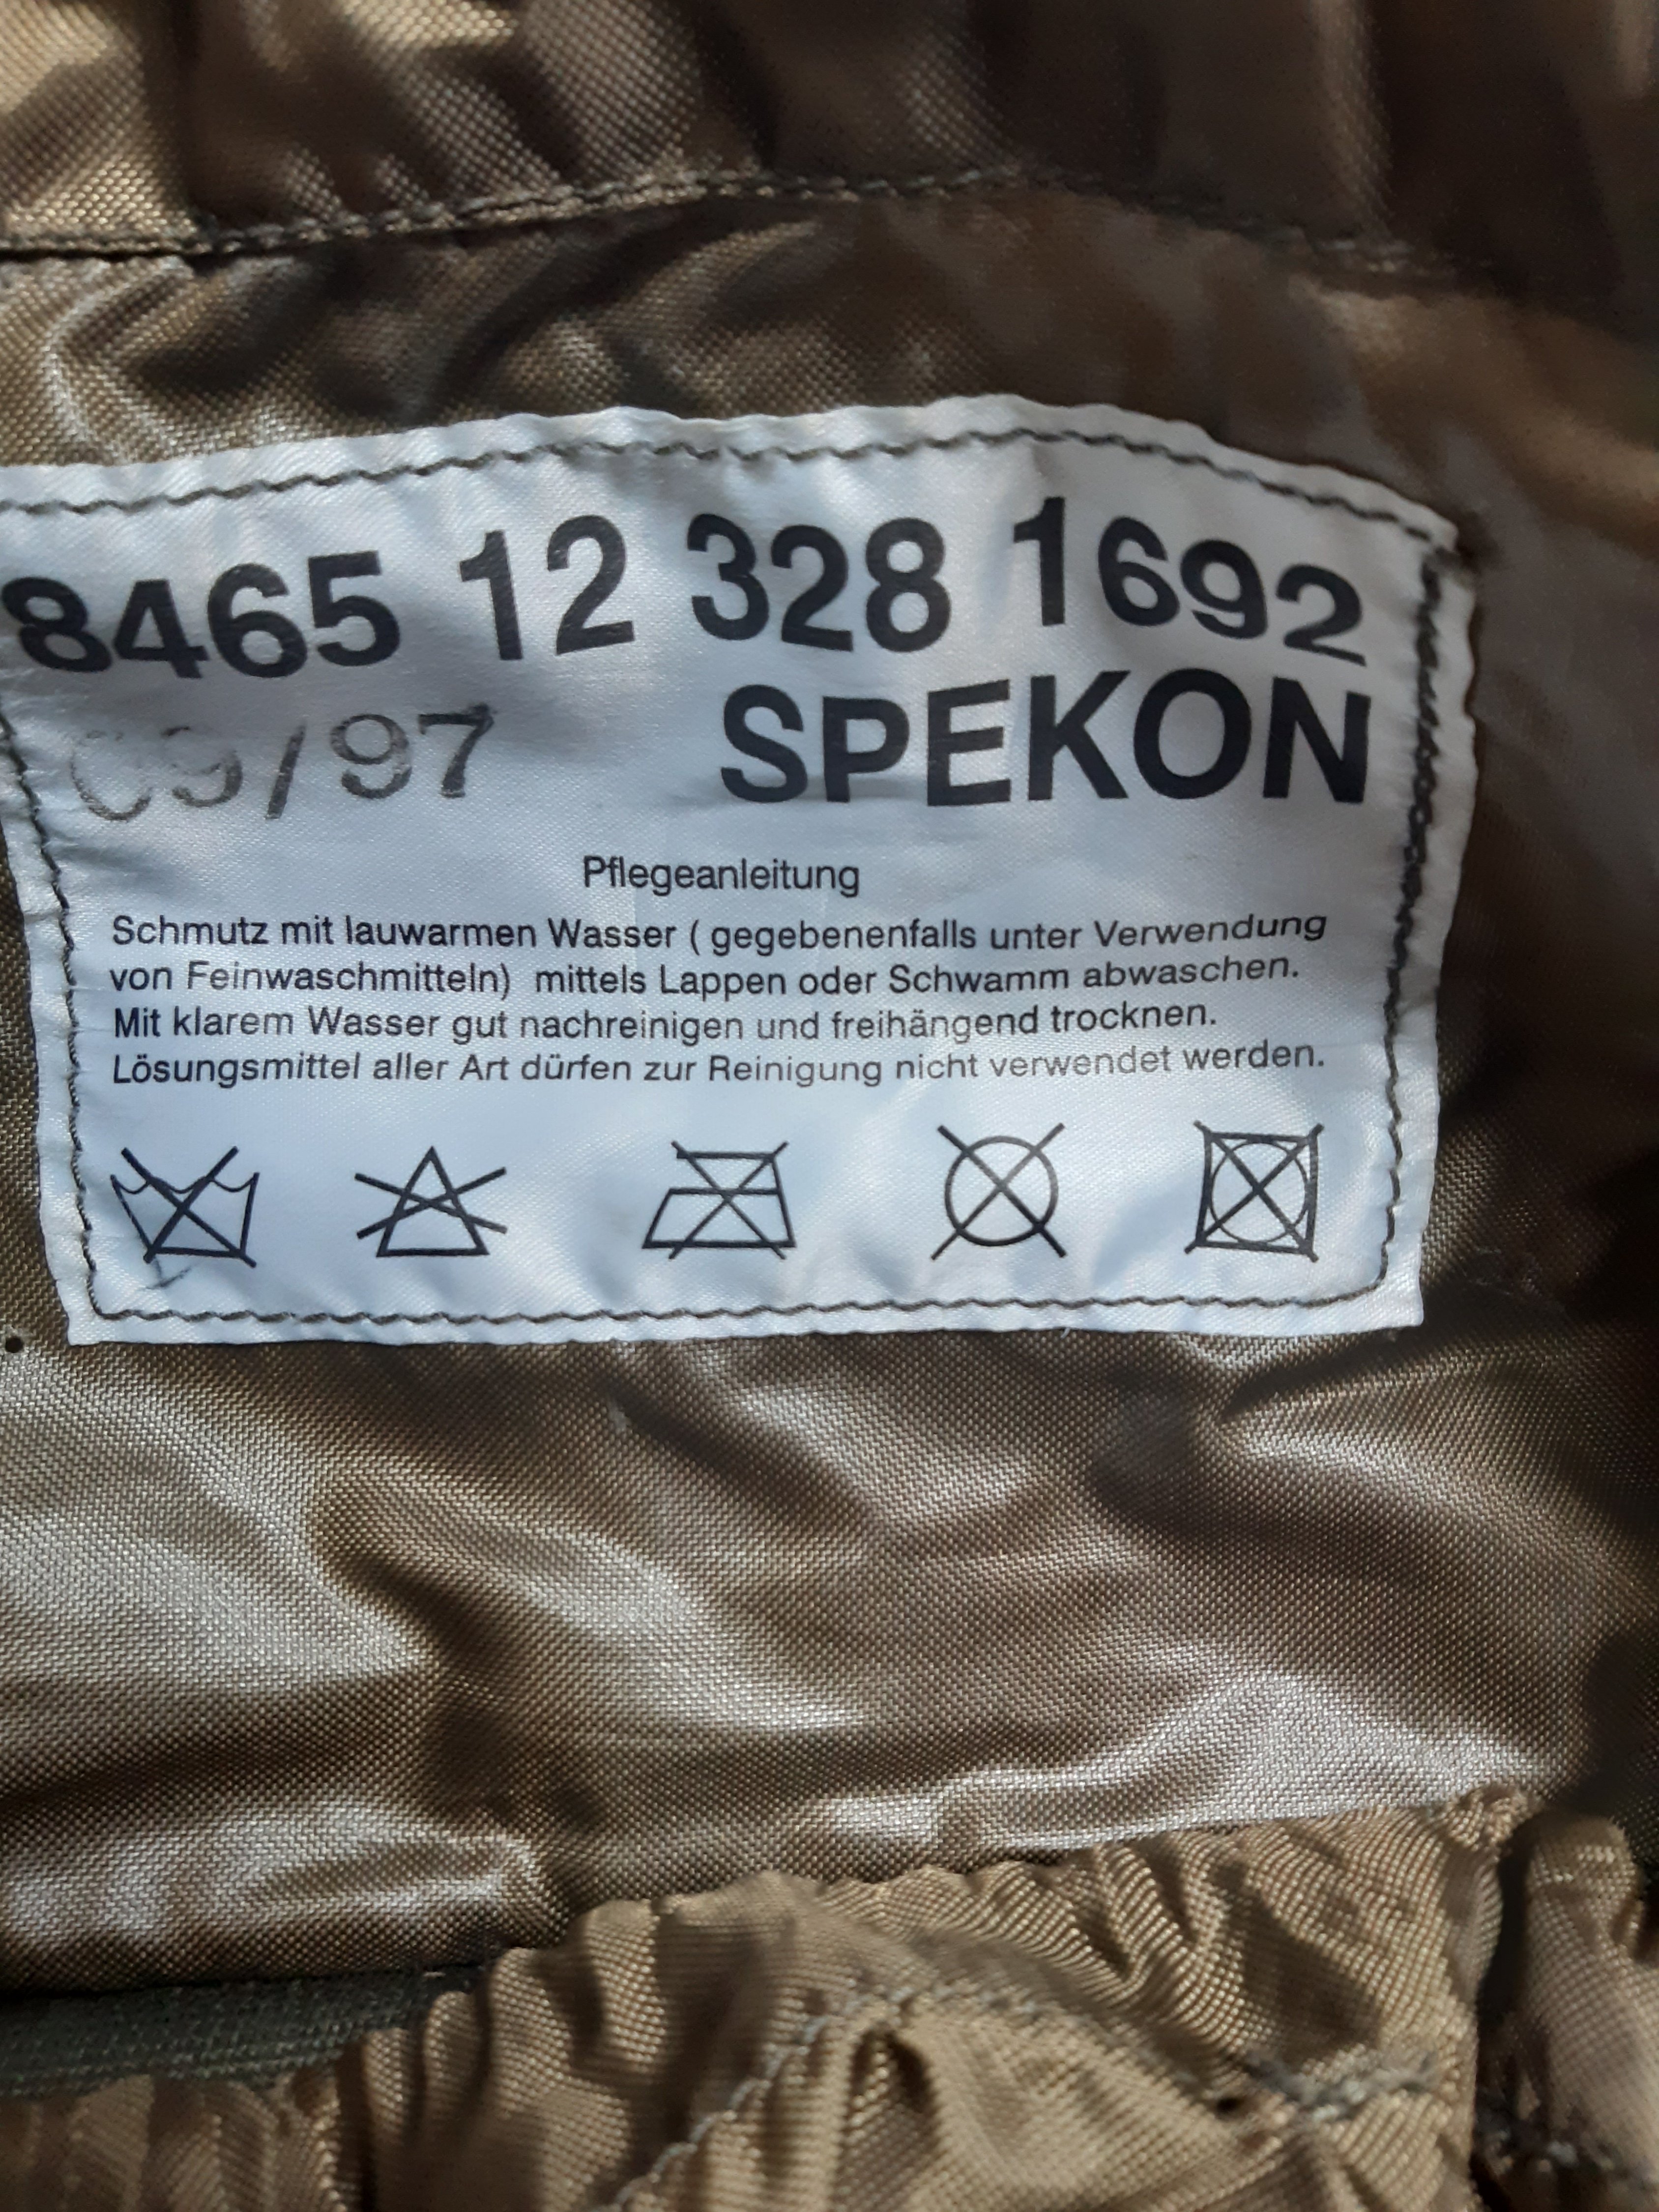 8465 12 328 1692
09/97 SPEKON
Pflegeanleitung
Schmutz mit lauwarmen Wasser ( gegebenenfalls unter Verwendung
von Feinwaschmitteln) mittels Lappen oder Schwamm abwaschen.
Mit klarem Wasser gut nachreinigen und freihängend trocknen.
Lösungsmittel aller Art dürfen zur Reinigung nicht verwendet werden.